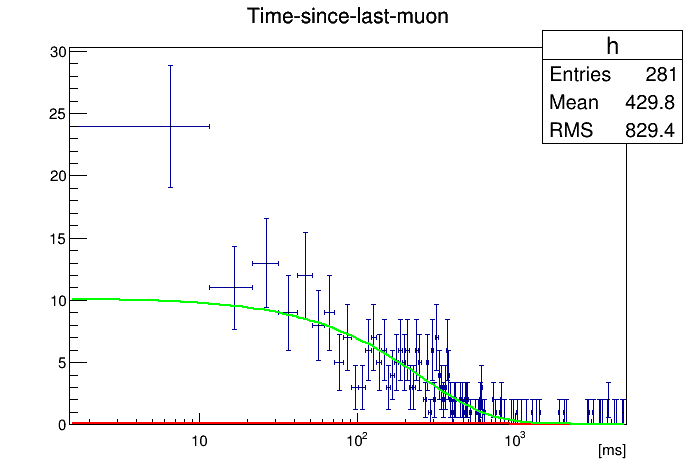 Time-since-last-muon
h
Entries 281
Mean 429.8
RMS 829.4
30
25
20
15
10
5
0
10 10² 10³
[ms]